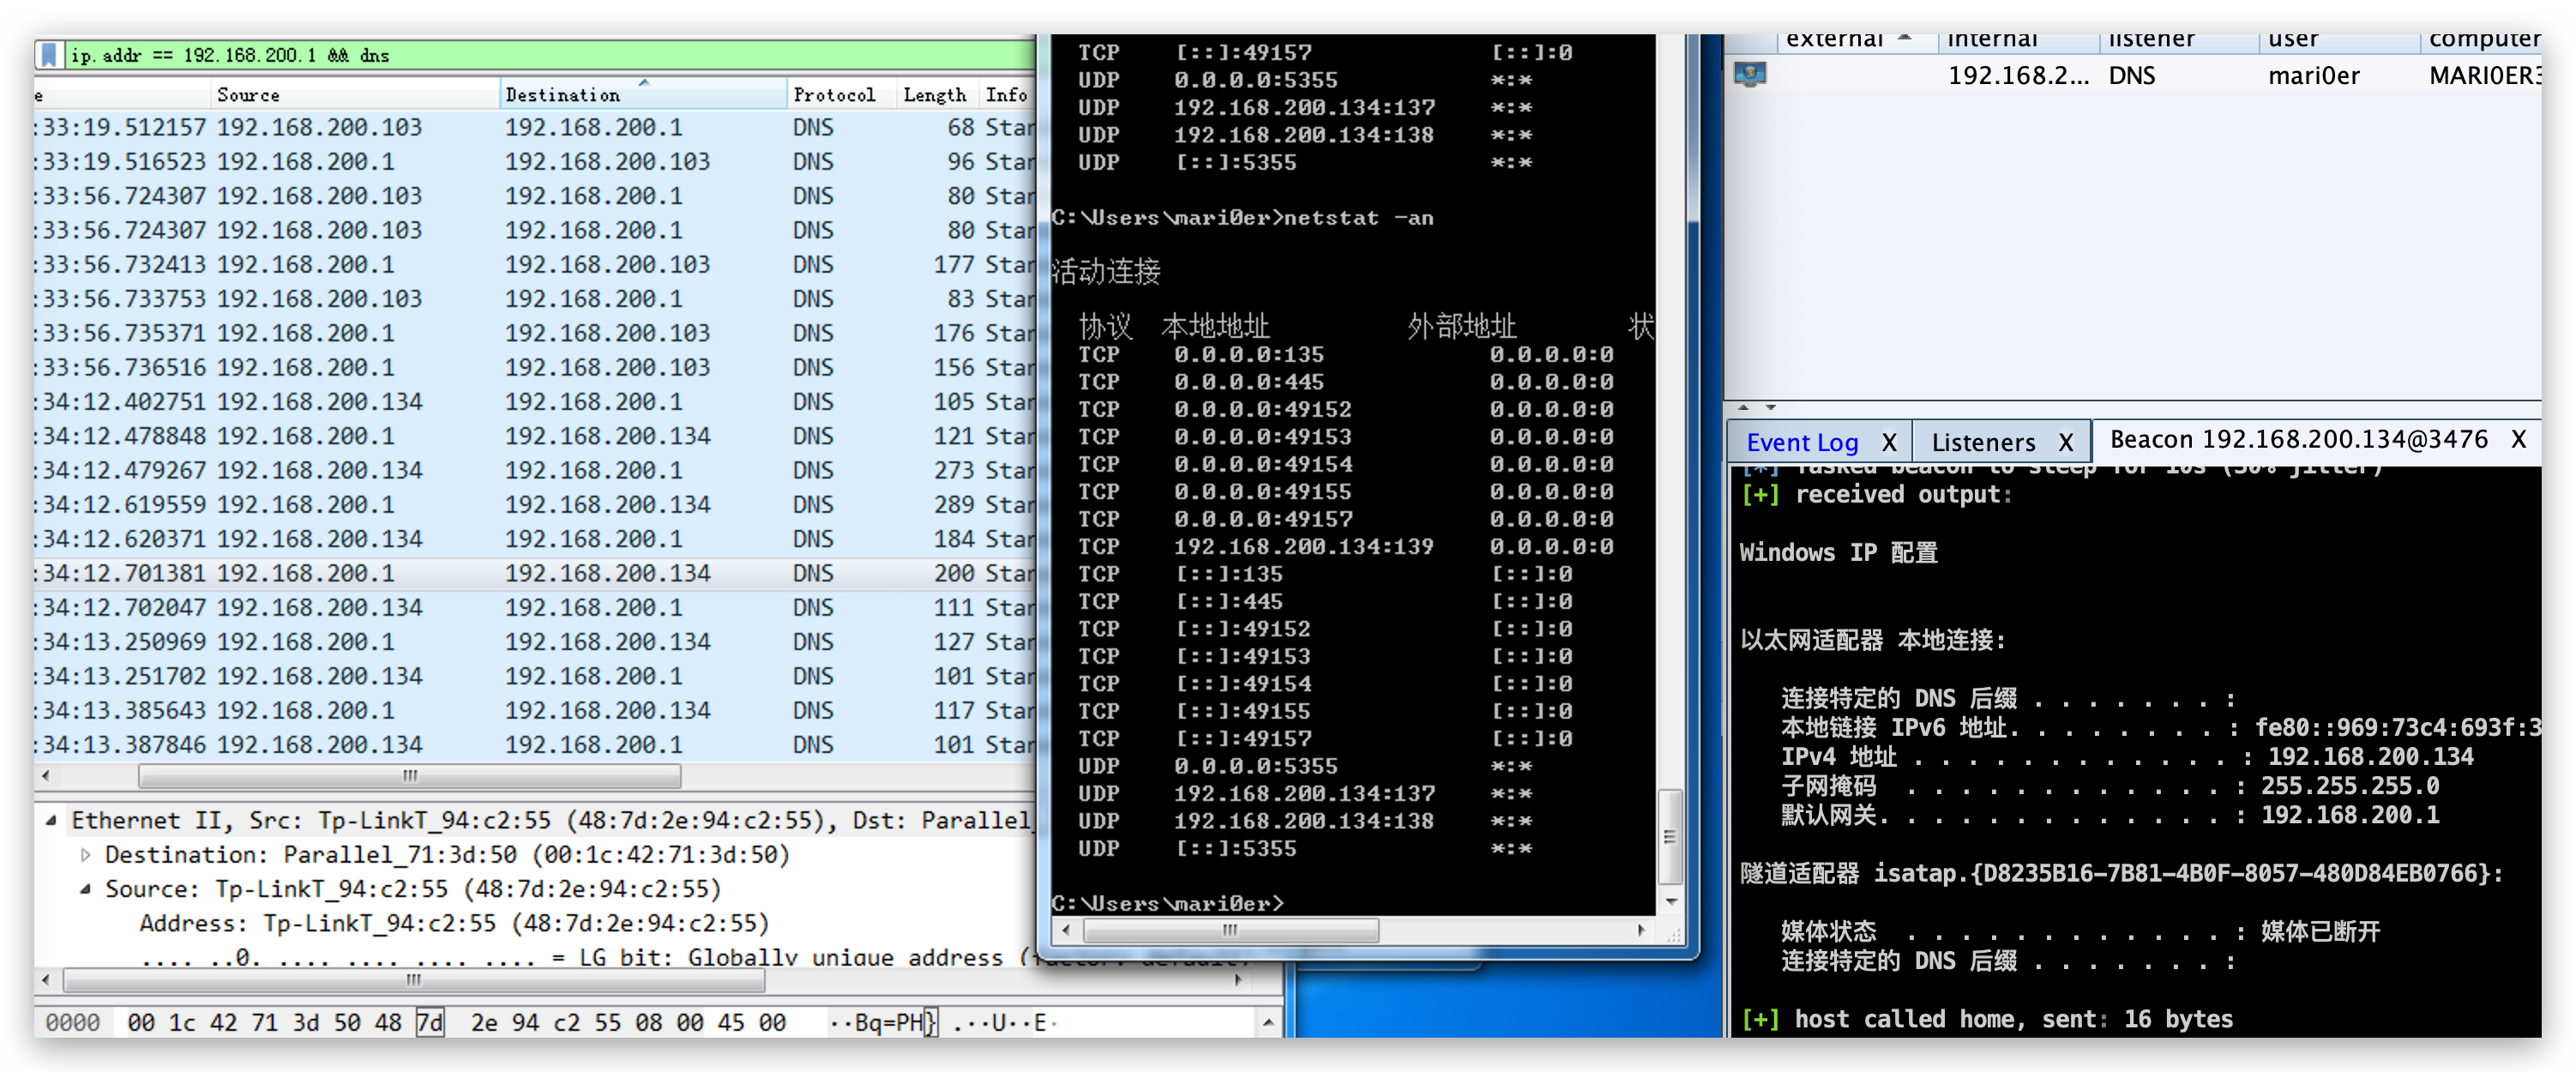 ip.addr == 192.168.200.1 && dns
e Source Destination Protocol Length Info
:33:19.512157 192.168.200.103 192.168.200.1 DNS 68 Star
:33:19.516523 192.168.200.1 192.168.200.103 DNS 96 Star
:33:56.724307 192.168.200.103 192.168.200.1 DNS 80 Star
:33:56.724307 192.168.200.103 192.168.200.1 DNS 80 Star
:33:56.732413 192.168.200.1 192.168.200.103 DNS 177 Star
:33:56.733753 192.168.200.103 192.168.200.1 DNS 83 Star
:33:56.735371 192.168.200.1 192.168.200.103 DNS 176 Star
:33:56.736516 192.168.200.1 192.168.200.103 DNS 156 Star
:34:12.402751 192.168.200.134 192.168.200.1 DNS 105 Star
:34:12.478848 192.168.200.1 192.168.200.134 DNS 121 Star
:34:12.479267 192.168.200.134 192.168.200.1 DNS 273 Star
:34:12.619559 192.168.200.1 192.168.200.134 DNS 289 Star
:34:12.620371 192.168.200.134 192.168.200.1 DNS 184 Star
:34:12.701381 192.168.200.1 192.168.200.134 DNS 200 Star
:34:12.702047 192.168.200.134 192.168.200.1 DNS 111 Star
:34:13.250969 192.168.200.1 192.168.200.134 DNS 127 Star
:34:13.251702 192.168.200.134 192.168.200.1 DNS 101 Star
:34:13.385643 192.168.200.1 192.168.200.134 DNS 117 Star
:34:13.387846 192.168.200.134 192.168.200.1 DNS 101 Star
Ethernet II, Src: Tp-LinkT_94:c2:55 (48:7d:2e:94:c2:55), Dst: Parallel_
Destination: Parallel_71:3d:50 (00:1c:42:71:3d:50)
Source: Tp-LinkT_94:c2:55 (48:7d:2e:94:c2:55)
Address: Tp-LinkT_94:c2:55 (48:7d:2e:94:c2:55)
.... ..0. .... .... .... .... = LG bit: Globally unique address (factory default)
0000 00 1c 42 71 3d 50 48 7d 2e 94 c2 55 08 00 45 00 ··Bq=PH} .··U··E·
TCP [::]:49157 [::]:0
UDP 0.0.0.0:5355 *:*
UDP 192.168.200.134:137 *:*
UDP 192.168.200.134:138 *:*
UDP [::]:5355 *:*
C:\Users\mari0er>netstat -an
活动连接
协议 本地地址 外部地址 状
TCP 0.0.0.0:135 0.0.0.0:0
TCP 0.0.0.0:445 0.0.0.0:0
TCP 0.0.0.0:49152 0.0.0.0:0
TCP 0.0.0.0:49153 0.0.0.0:0
TCP 0.0.0.0:49154 0.0.0.0:0
TCP 0.0.0.0:49155 0.0.0.0:0
TCP 0.0.0.0:49157 0.0.0.0:0
TCP 192.168.200.134:139 0.0.0.0:0
TCP [::]:135 [::]:0
TCP [::]:445 [::]:0
TCP [::]:49152 [::]:0
TCP [::]:49153 [::]:0
TCP [::]:49154 [::]:0
TCP [::]:49155 [::]:0
TCP [::]:49157 [::]:0
UDP 0.0.0.0:5355 *:*
UDP 192.168.200.134:137 *:*
UDP 192.168.200.134:138 *:*
UDP [::]:5355 *:*
C:\Users\mari0er>
external internal listener user computer
192.168.2... DNS mari0er MARI0ER3
Event Log X Listeners X Beacon 192.168.200.134@3476 X
[*] Tasked beacon to sleep for 10s (50% jitter)
[+] received output:
Windows IP 配置
以太网适配器 本地连接:
连接特定的 DNS 后缀 . . . . . . . :
本地链接 IPv6 地址. . . . . . . . : fe80::969:73c4:693f:3
IPv4 地址 . . . . . . . . . . . . : 192.168.200.134
子网掩码 . . . . . . . . . . . . : 255.255.255.0
默认网关. . . . . . . . . . . . . : 192.168.200.1
隧道适配器 isatap.{D8235B16-7B81-4B0F-8057-480D84EB0766}:
媒体状态 . . . . . . . . . . . . : 媒体已断开
连接特定的 DNS 后缀 . . . . . . . :
[+] host called home, sent: 16 bytes